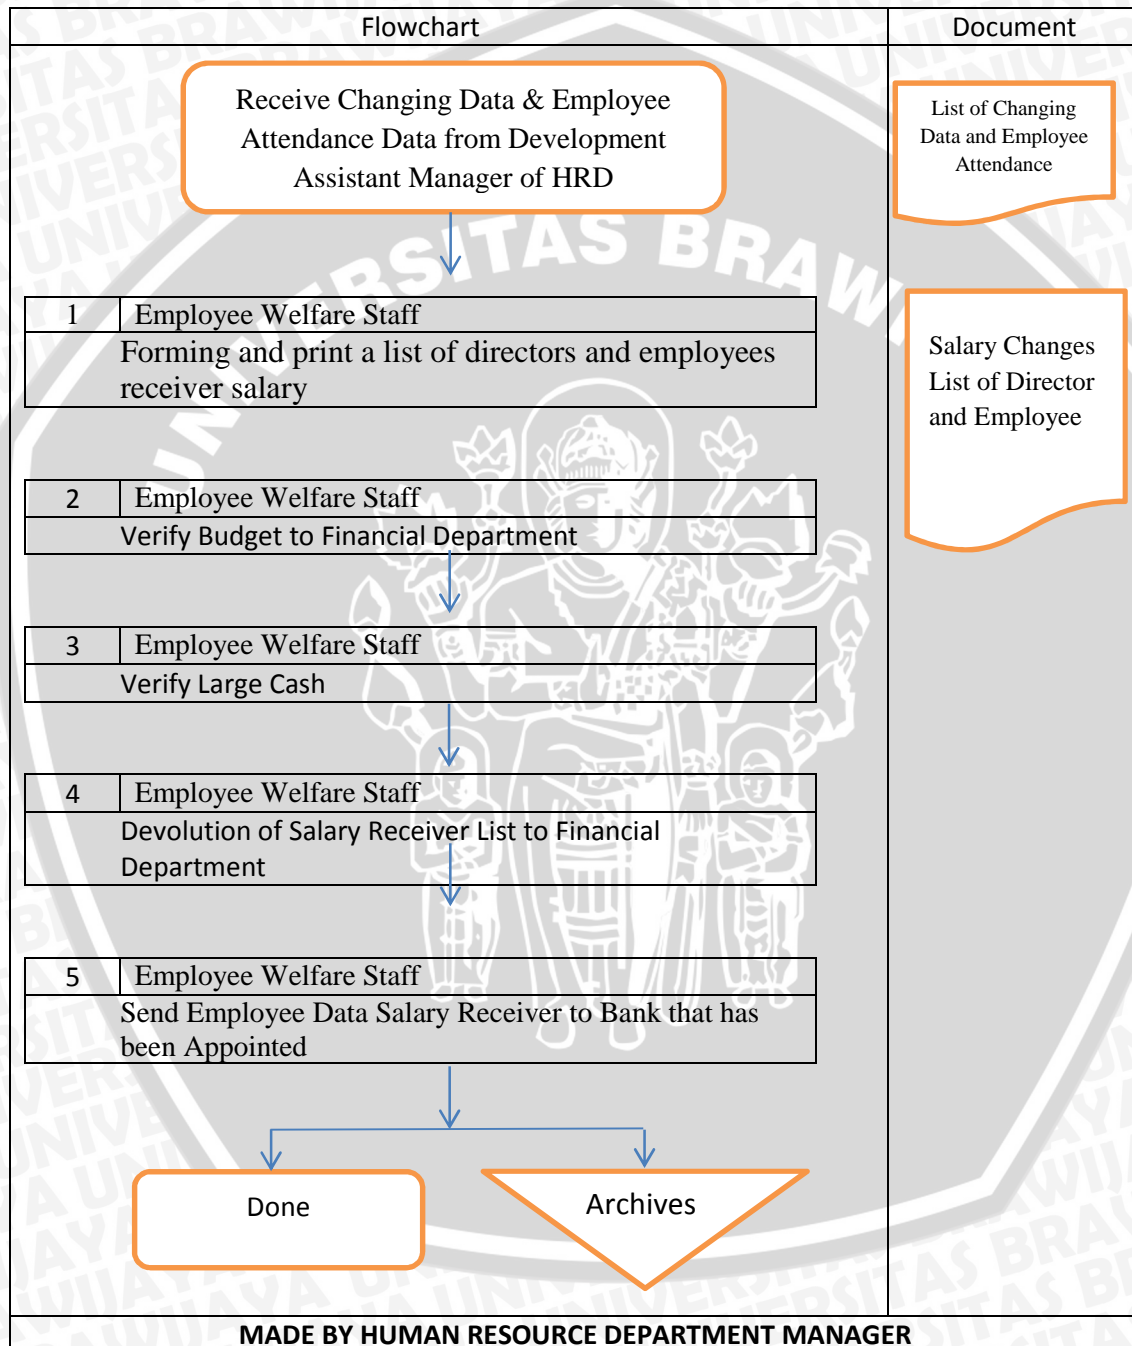 Flowchart
Document
Receive Changing Data & Employee
Attendance Data from Development
Assistant Manager of HRD
List of Changing
Data and Employee
Attendance
1 Employee Welfare Staff
Forming and print a list of directors and employees
receiver salary
Salary Changes
List of Director
and Employee
2 Employee Welfare Staff
Verify Budget to Financial Department
3 Employee Welfare Staff
Verify Large Cash
4 Employee Welfare Staff
Devolution of Salary Receiver List to Financial
Department
5 Employee Welfare Staff
Send Employee Data Salary Receiver to Bank that has
been Appointed
Done
Archives
MADE BY HUMAN RESOURCE DEPARTMENT MANAGER
UNIVERSITAS BRAW